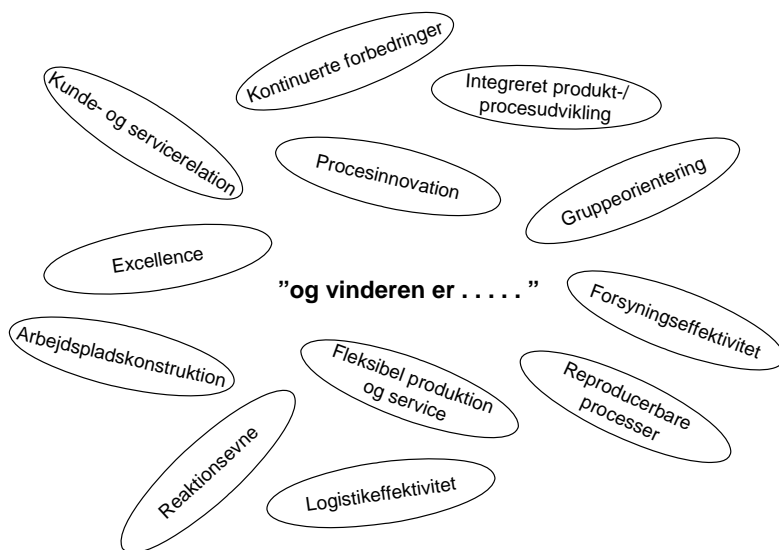 Kontinuerte forbedringer
Integreret produkt-/
procesudvikling
Kunde- og servicerelation
Procesinnovation
Gruppeorientering
Excellence
”og vinderen er . . . . . ”
Forsyningseffektivitet
Arbejdspladskonstruktion
Fleksibel produktion
og service
Reproducerbare
processer
Reaktionsevne
Logistikeffektivitet